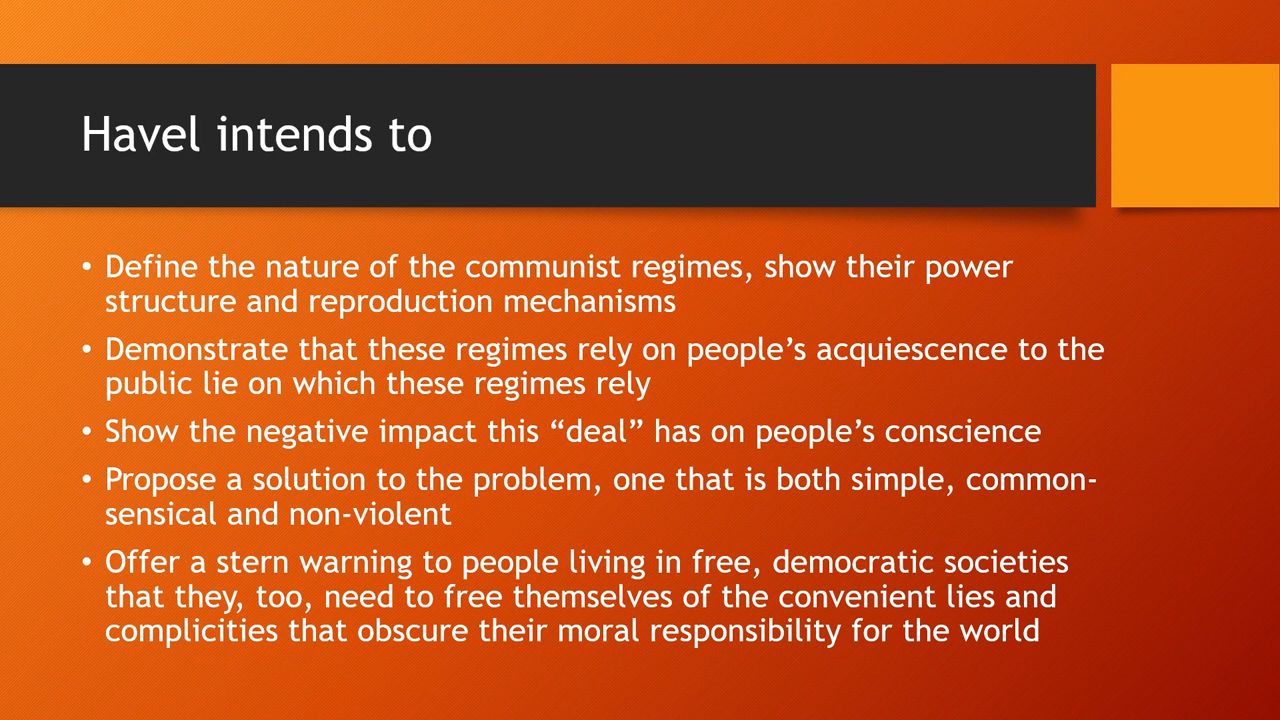 Havel intends to
• Define the nature of the communist regimes, show their power
structure and reproduction mechanisms
• Demonstrate that these regimes rely on people’s acquiescence to the
public lie on which these regimes rely
• Show the negative impact this “deal” has on people’s conscience
• Propose a solution to the problem, one that is both simple, common-
sensical and non-violent
• Offer a stern warning to people living in free, democratic societies
that they, too, need to free themselves of the convenient lies and
complicities that obscure their moral responsibility for the world